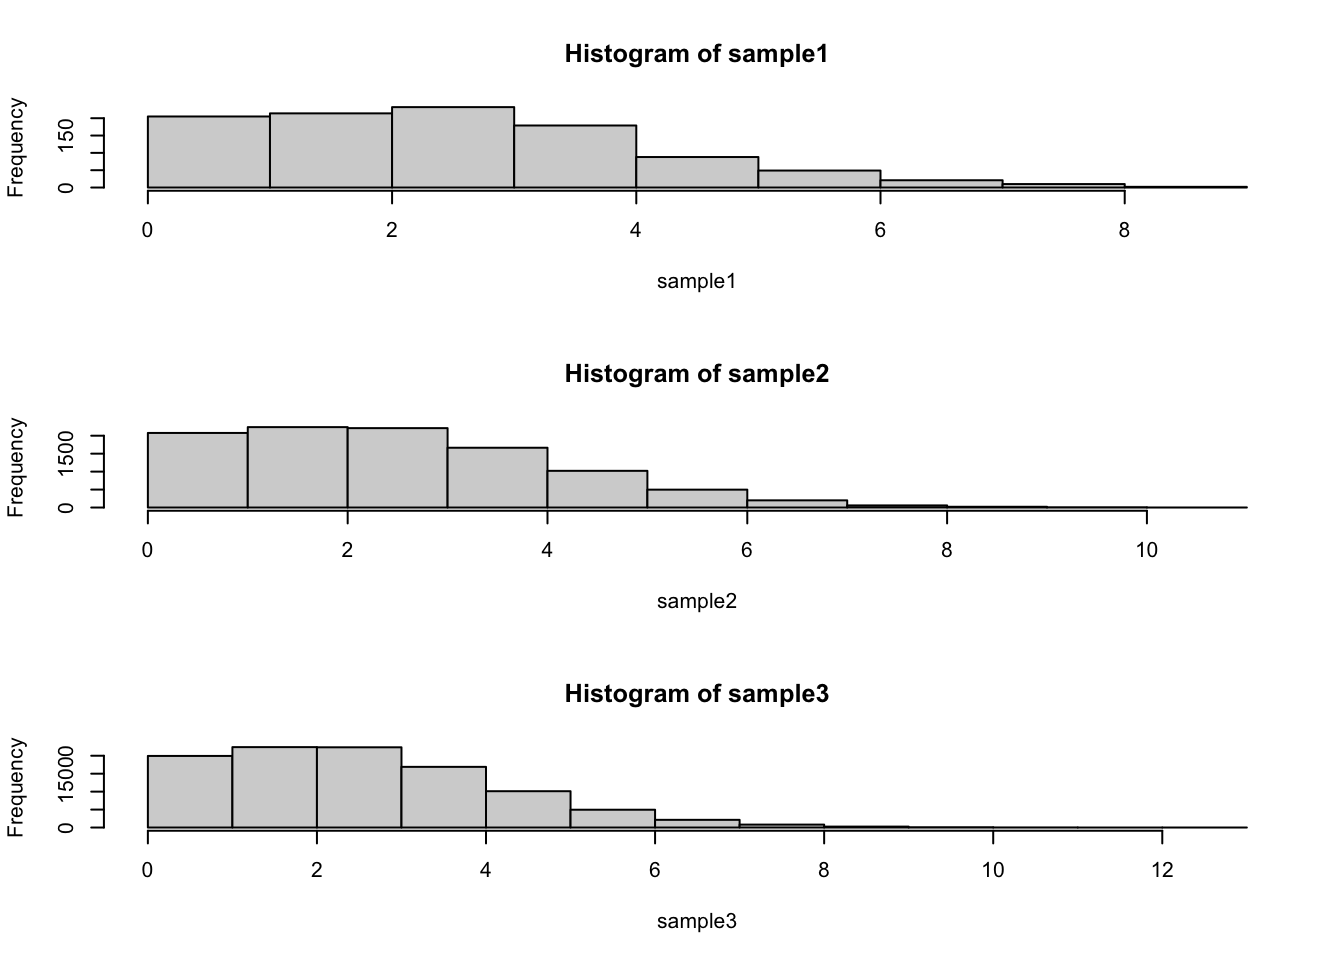 Histogram of sample1
Frequency
150
0
0 2 4 6 8
sample1
Histogram of sample2
Frequency
1500
0
0 2 4 6 8 10
sample2
Histogram of sample3
Frequency
15000
0
0 2 4 6 8 10 12
sample3